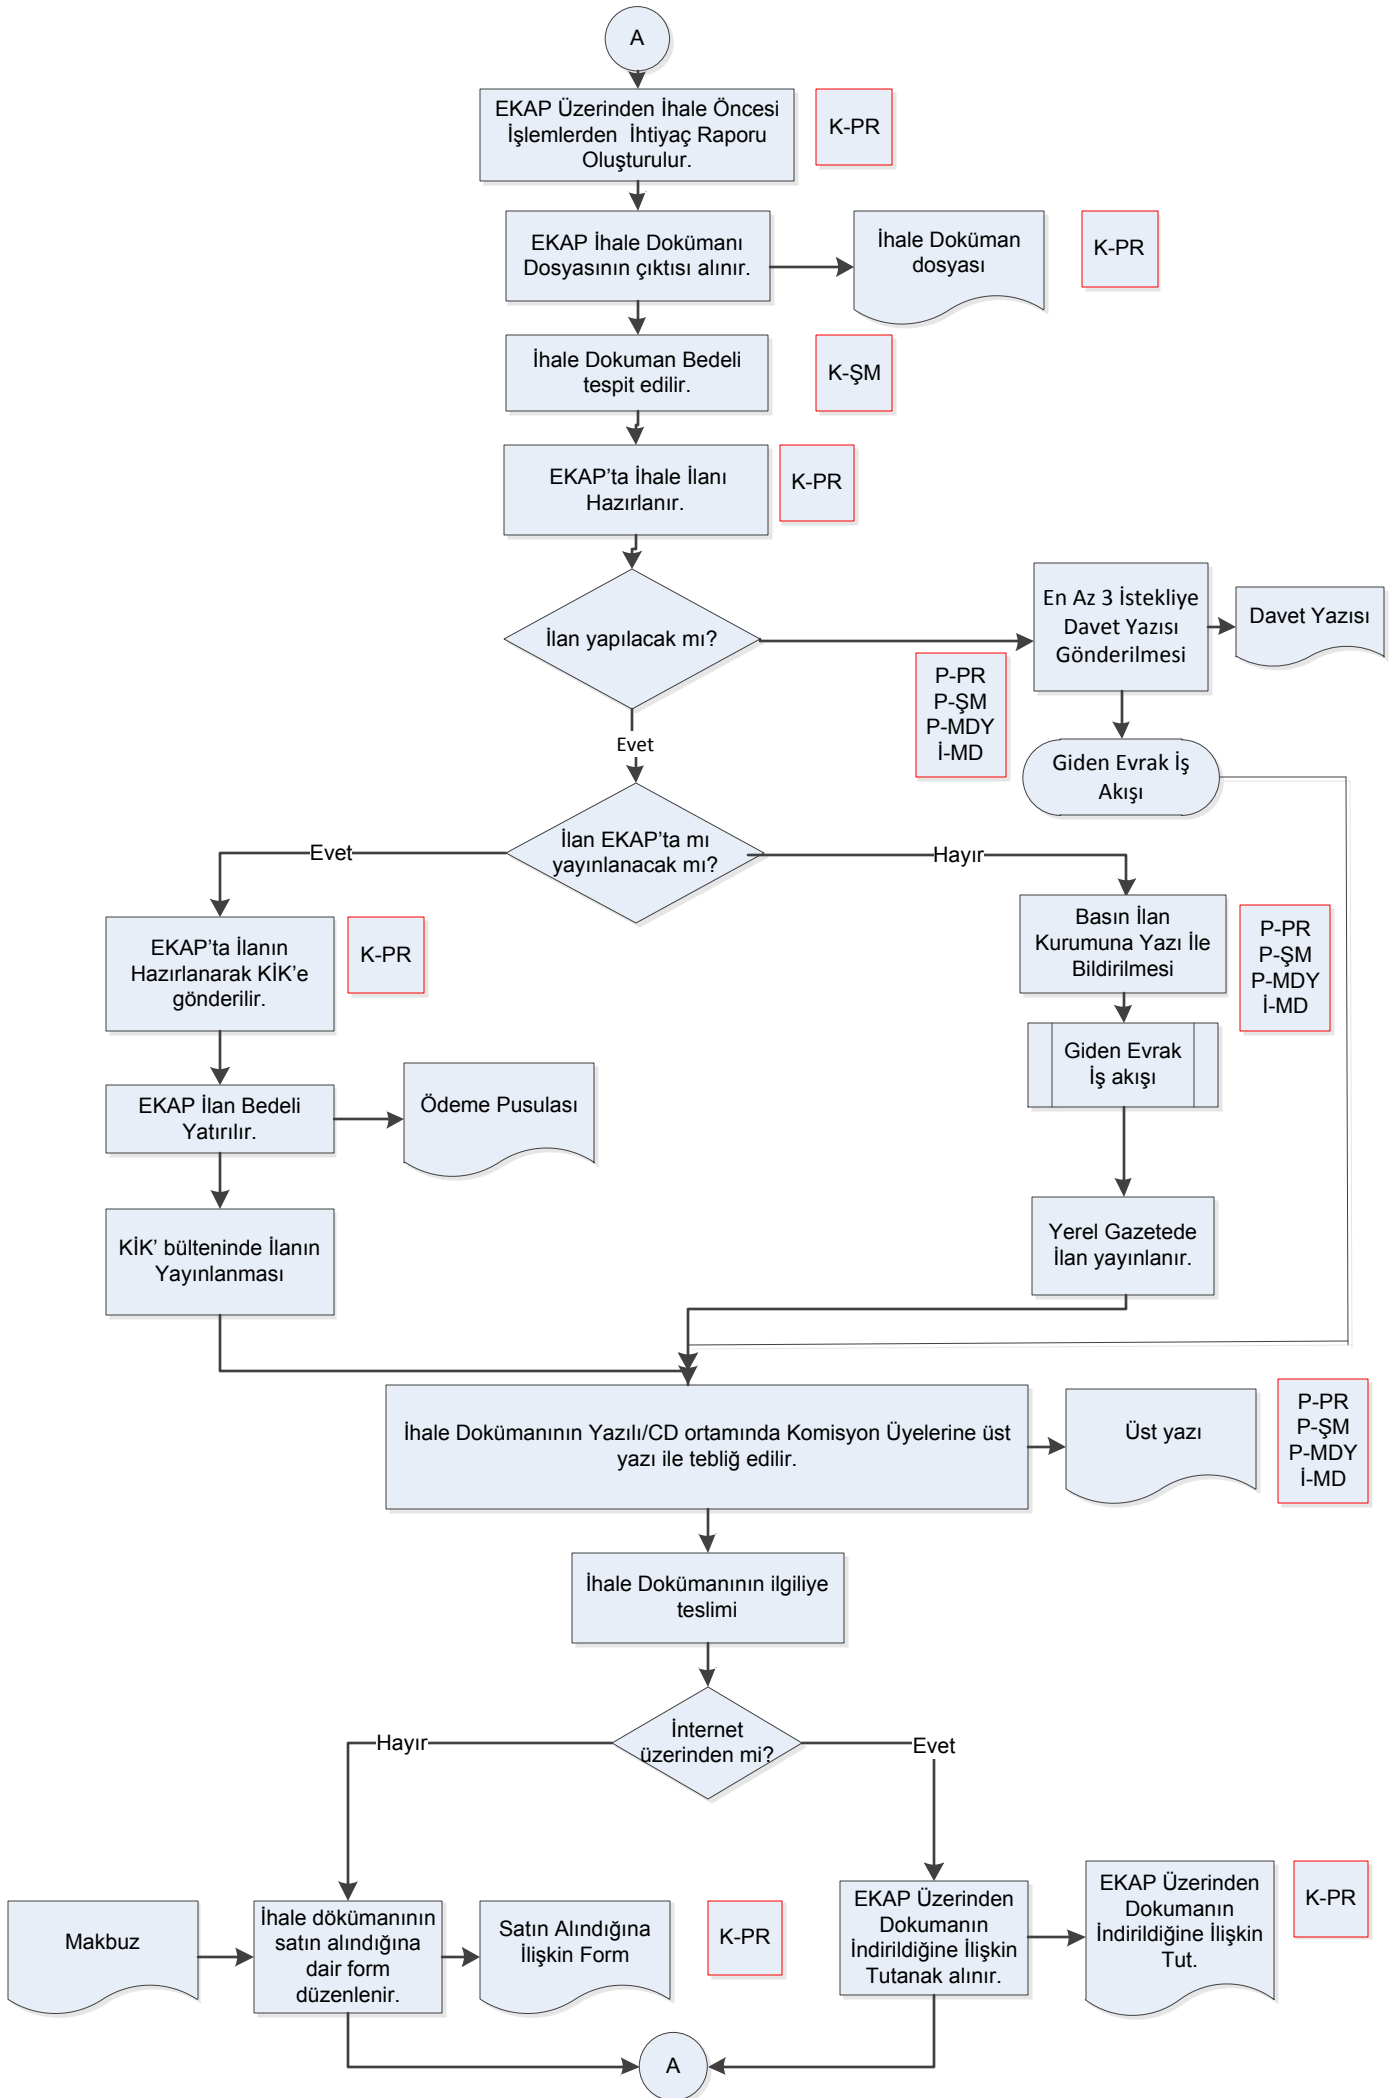 A
EKAP Üzerinden İhale Öncesi
İşlemlerden  İhtiyaç Raporu
Oluşturulur.
K-PR
EKAP İhale Dokümanı
Dosyasının çıktısı alınır.
İhale Doküman
dosyası
K-PR
İhale Dokuman Bedeli
tespit edilir.
K-ŞM
EKAP’ta İhale İlanı
Hazırlanır.
K-PR
İlan yapılacak mı?
En Az 3 İstekliye
Davet Yazısı
Gönderilmesi
Davet Yazısı
P-PR
P-ŞM
P-MDY
İ-MD
Evet
Giden Evrak İş
Akışı
İlan EKAP’ta mı
yayınlanacak mı?
Evet
Hayır
EKAP’ta İlanın
Hazırlanarak KİK’e
gönderilir.
K-PR
Basın İlan
Kurumuna Yazı İle
Bildirilmesi
P-PR
P-ŞM
P-MDY
İ-MD
Giden Evrak
İş akışı
EKAP İlan Bedeli
Yatırılır.
Ödeme Pusulası
KİK’ bülteninde İlanın
Yayınlanması
Yerel Gazetede
İlan yayınlanır.
İhale Dokümanının Yazılı/CD ortamında Komisyon Üyelerine üst
yazı ile tebliğ edilir.
Üst yazı
P-PR
P-ŞM
P-MDY
İ-MD
İhale Dokümanının ilgiliye
teslimi
İnternet
üzerinden mi?
Hayır
Evet
Makbuz
İhale dökümanının
satın alındığına
dair form
düzenlenir.
Satın Alındığına
İlişkin Form
K-PR
EKAP Üzerinden
Dokumanın
İndirildiğine İlişkin
Tutanak alınır.
EKAP Üzerinden
Dokumanın
İndirildiğine İlişkin
Tut.
K-PR
A